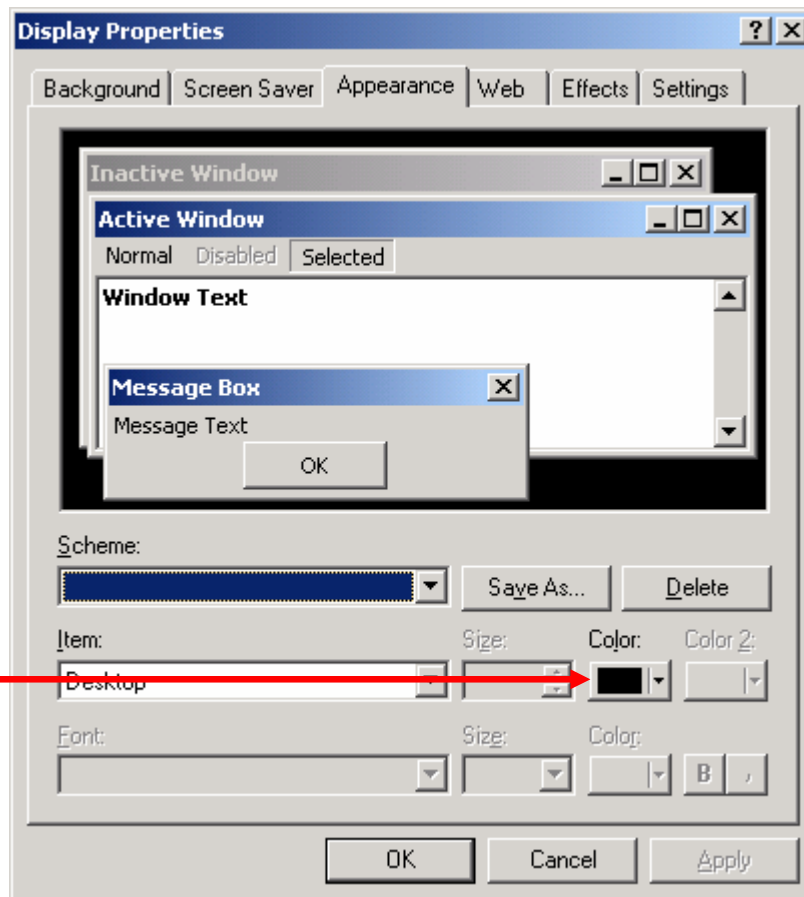 Display Properties
Background Screen Saver Appearance Web Effects Settings
Inactive Window
Active Window
Normal Disabled Selected
Window Text
Message Box
Message Text
OK
Scheme:
Save As... Delete
Item: Size: Color: Color 2:
Desktop
Font: Size: Color:
B
OK Cancel Apply